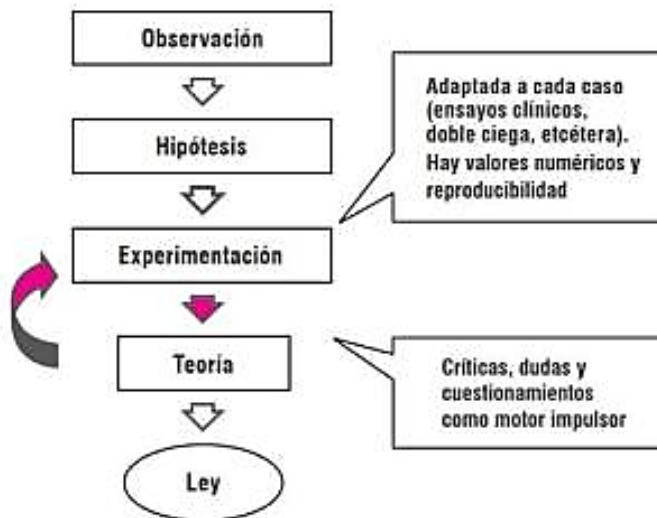 Observación
Hipótesis
Adaptada a cada caso
(ensayos clínicos,
doble ciega, etcétera).
Hay valores numéricos y
reproducibilidad
Experimentación
Teoría
Críticas, dudas y
cuestionamientos
como motor impulsor
Ley